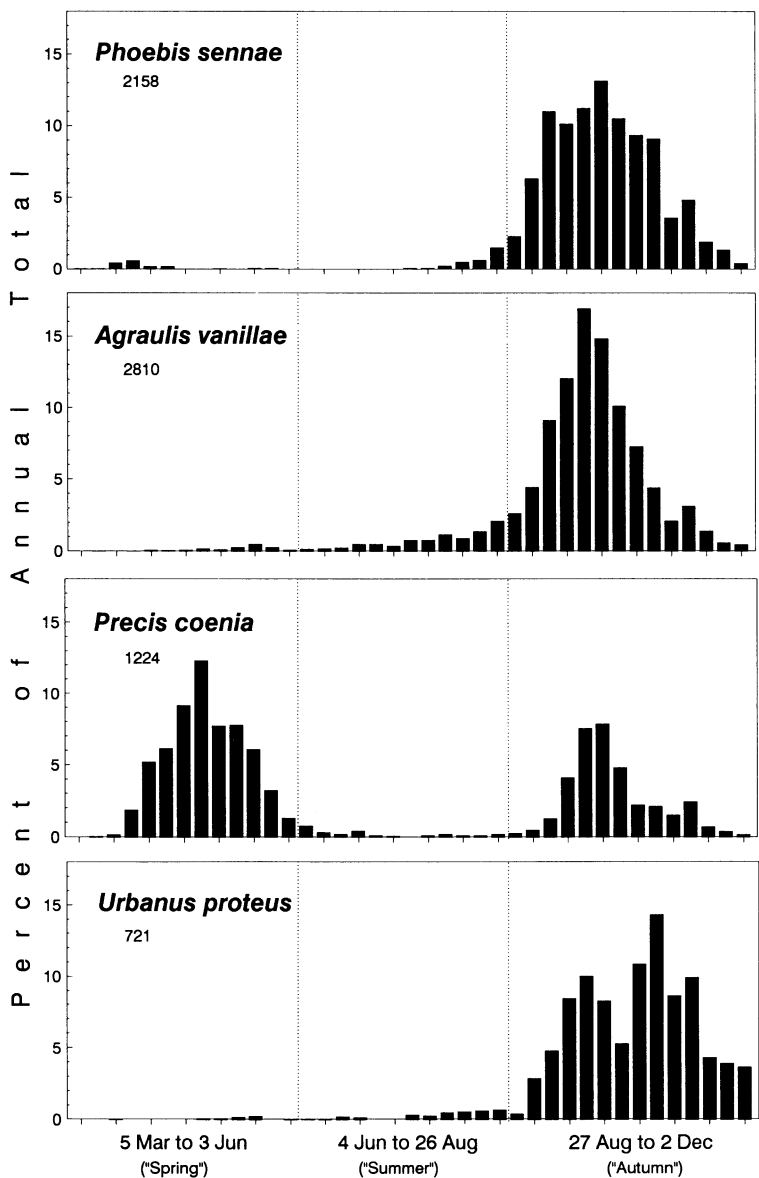 Percent of Annual Total
Phoebis sennae
2158
15
10
5
0
Agraulis vanillae
2810
15
10
5
0
Precis coenia
1224
15
10
5
0
Urbanus proteus
721
15
10
5
0
5 Mar to 3 Jun
("Spring")
4 Jun to 26 Aug
("Summer")
27 Aug to 2 Dec
("Autumn")